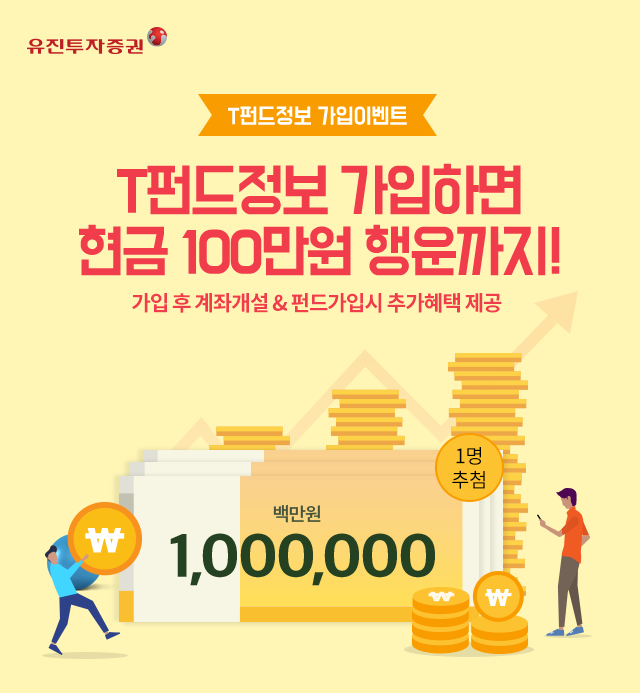 유진투자증권
T펀드정보 가입이벤트
T펀드정보 가입하면
현금 100만원 행운까지!
가입 후 계좌개설 & 펀드가입시 추가혜택 제공
1명
추첨
백만원
1,000,000
₩
₩
₩